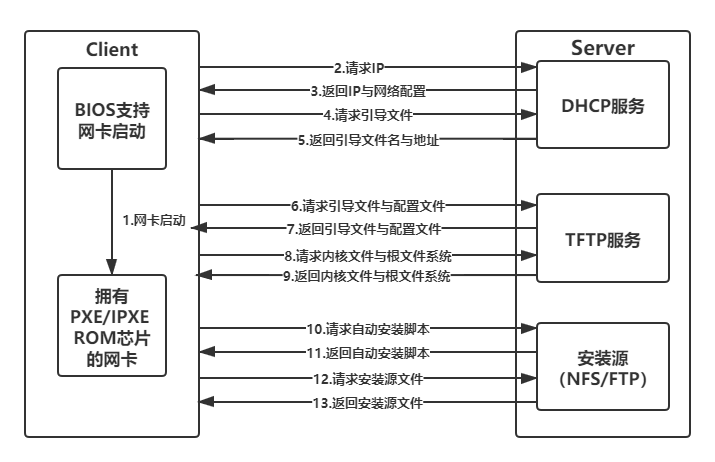 Client
Server
BIOS支持
网卡启动
1.网卡启动
拥有
PXE/IPXE
ROM芯片
的网卡
2.请求IP
3.返回IP与网络配置
4.请求引导文件
5.返回引导文件名与地址
DHCP服务
6.请求引导文件与配置文件
7.返回引导文件与配置文件
8.请求内核文件与根文件系统
9.返回内核文件与根文件系统
TFTP服务
10.请求自动安装脚本
11.返回自动安装脚本
12.请求安装源文件
13.返回安装源文件
安装源
（NFS/FTP）